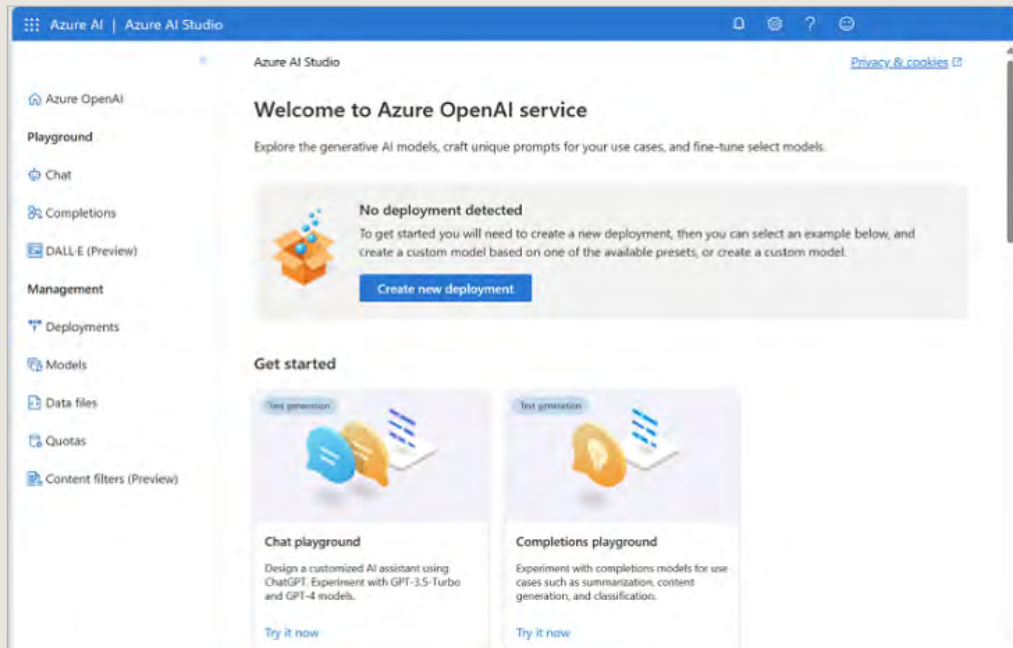 Azure AI | Azure AI Studio
?
Azure AI Studio
Privacy & cookies
Azure OpenAI
Playground
Chat
Completions
DALL·E (Preview)
Management
Deployments
Models
Data files
Quotas
Content filters (Preview)
Welcome to Azure OpenAI service
Explore the generative AI models, craft unique prompts for your use cases, and fine-tune select models.
No deployment detected
To get started you will need to create a new deployment, then you can select an example below, and
create a custom model based on one of the available presets, or create a custom model.
Create new deployment
Get started
Text generation
Chat playground
Design a customized AI assistant using
ChatGPT. Experiment with GPT-3.5-Turbo
and GPT-4 models.
Try it now
Text generation
Completions playground
Experiment with completions models for use
cases such as summarization, content
generation, and classification.
Try it now